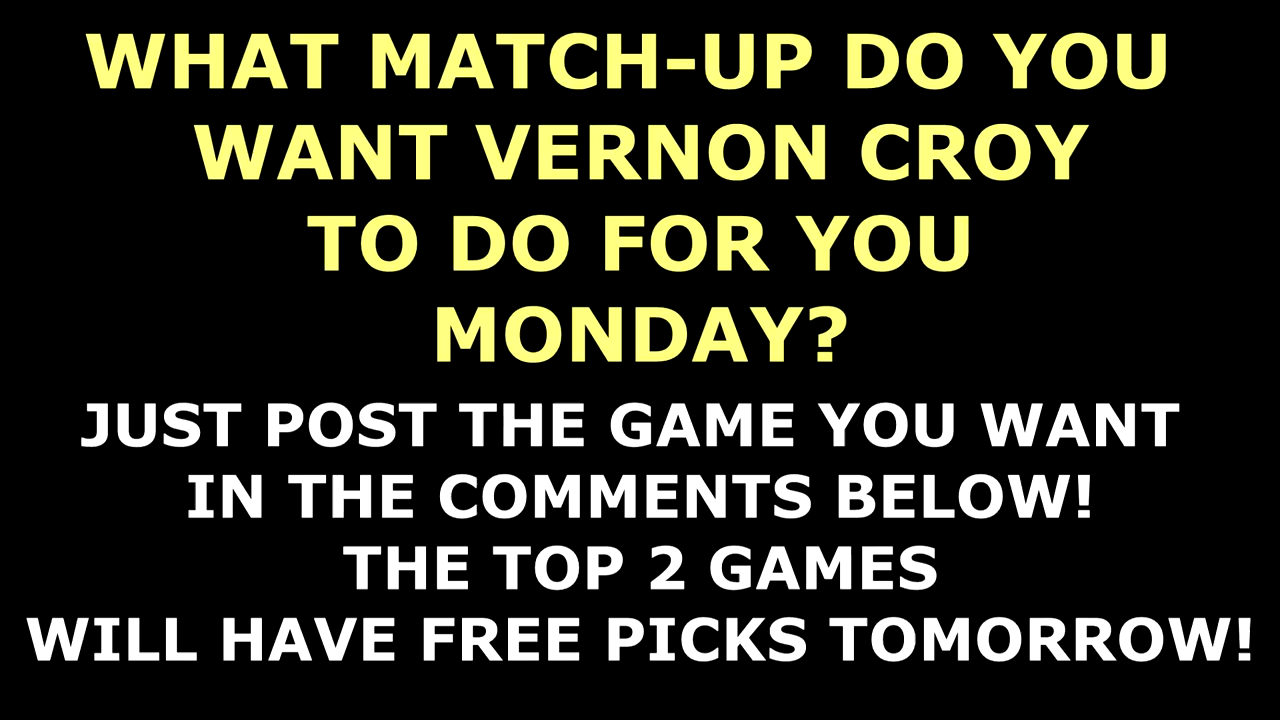 WHAT MATCH-UP DO YOU
WANT VERNON CROY
TO DO FOR YOU
MONDAY?
JUST POST THE GAME YOU WANT
IN THE COMMENTS BELOW!
THE TOP 2 GAMES
WILL HAVE FREE PICKS TOMORROW!